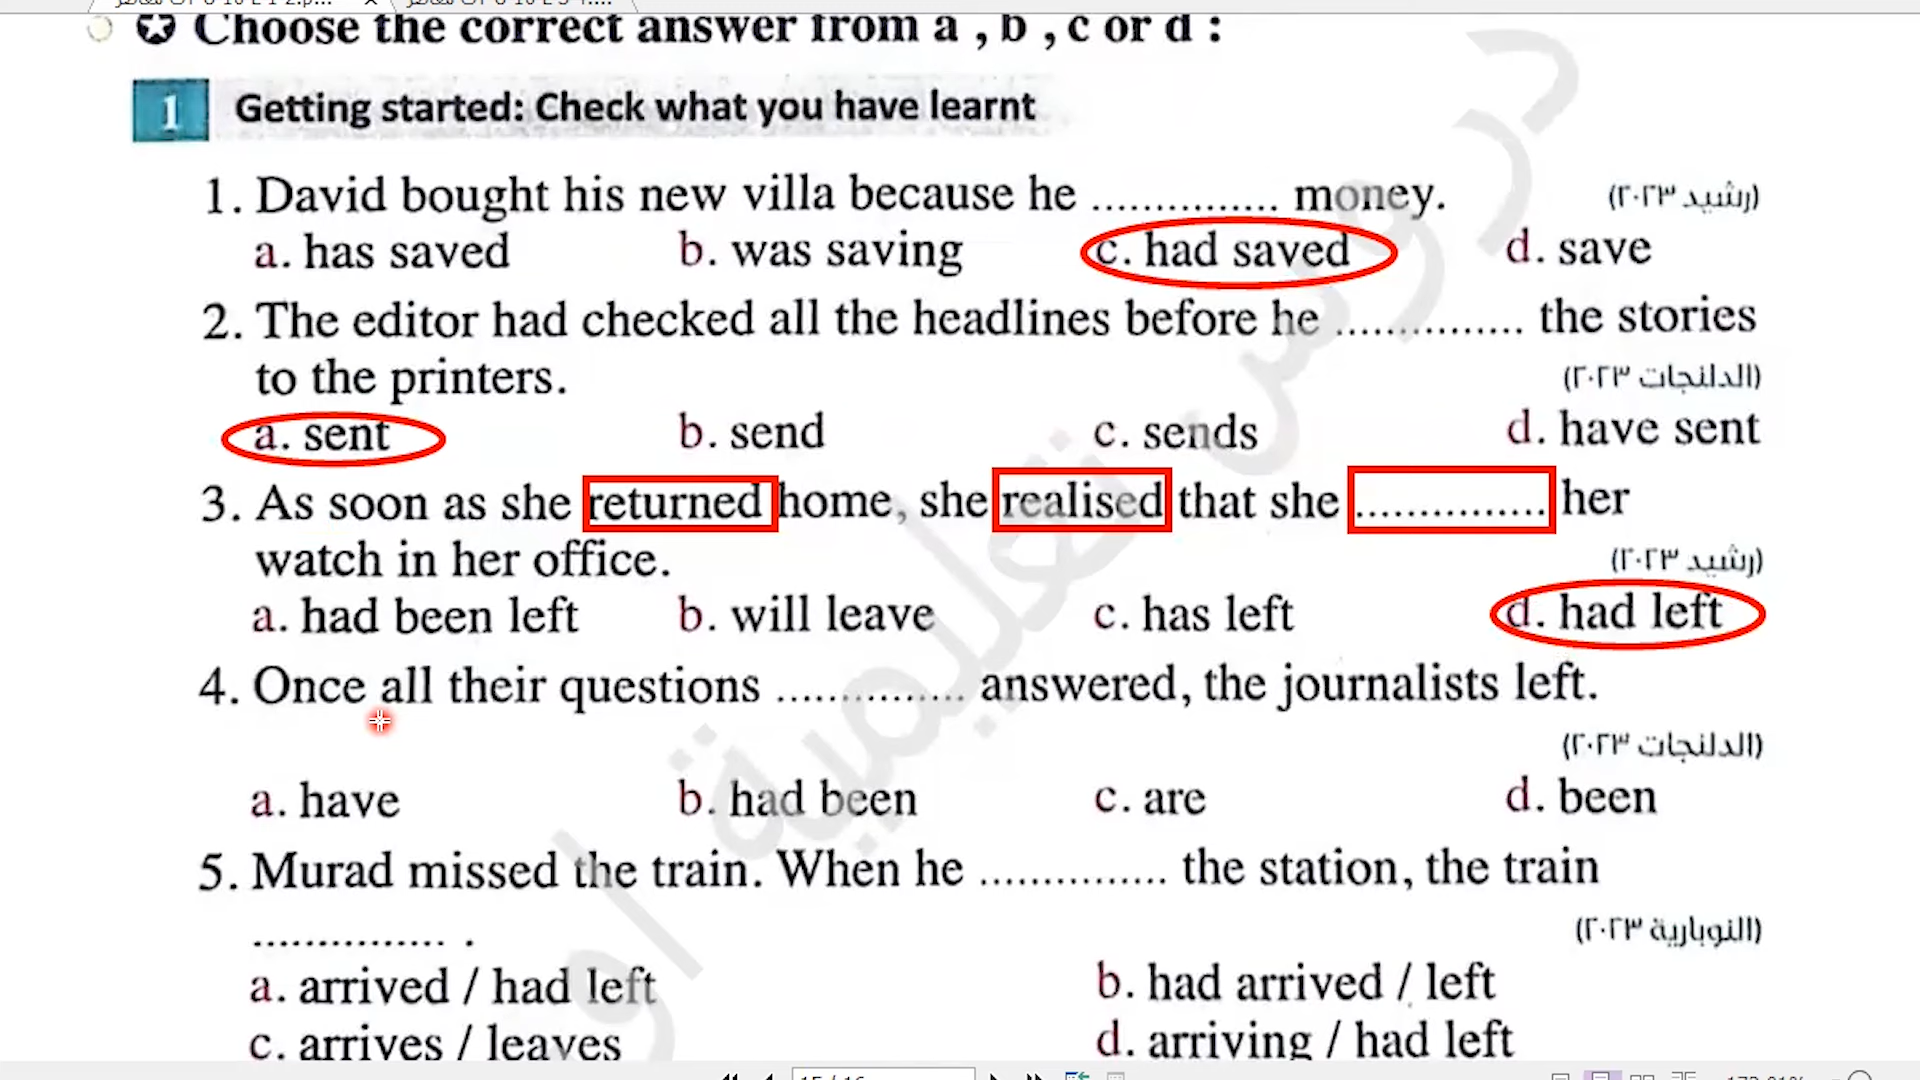 Choose the correct answer from a , b , c or d :
1 Getting started: Check what you have learnt
1. David bought his new villa because he ............... money. (رشيد ٢٠٢٣)
a. has saved b. was saving c. had saved d. save
2. The editor had checked all the headlines before he ............... the stories
to the printers. (الدلنجات ٢٠٢٣)
a. sent b. send c. sends d. have sent
3. As soon as she returned home, she realised that she ............... her
watch in her office. (رشيد ٢٠٢٣)
a. had been left b. will leave c. has left d. had left
4. Once all their questions ............... answered, the journalists left.
(الدلنجات ٢٠٢٣)
a. have b. had been c. are d. been
5. Murad missed the train. When he ............... the station, the train
............... . (النوبارية ٢٠٢٣)
a. arrived / had left b. had arrived / left
c. arrives / leaves d. arriving / had left
دروس تعليمية او
15 / 16